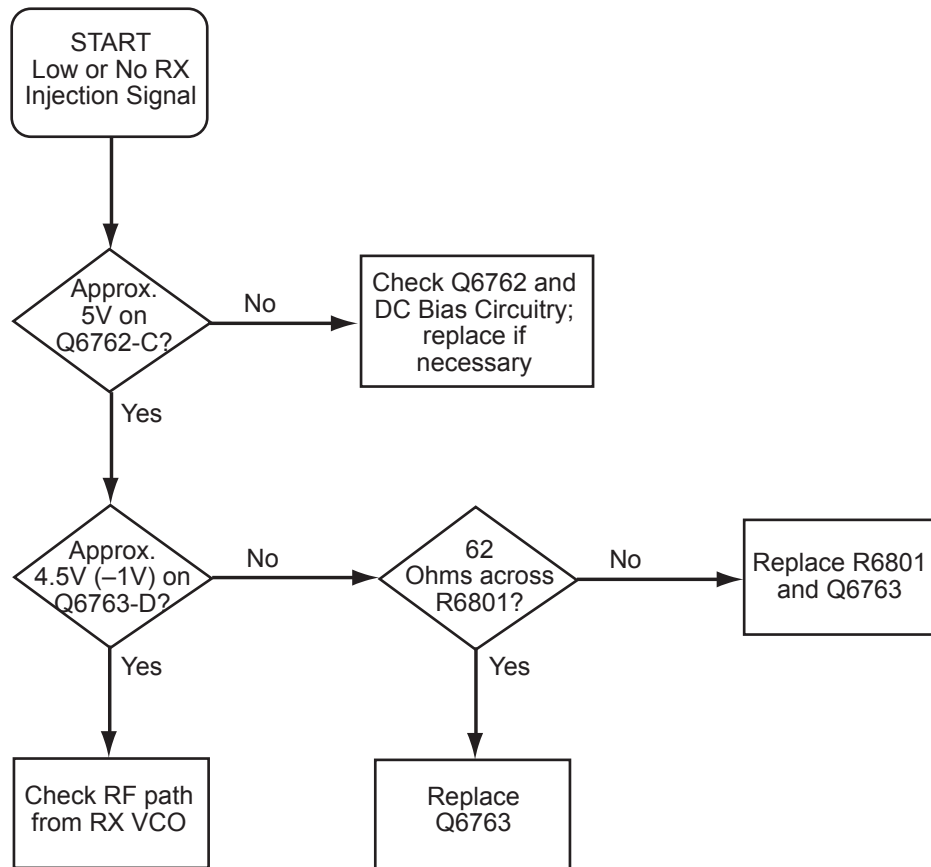 START
Low or No RX
Injection Signal
Approx.
5V on
Q6762-C?
No
Check Q6762 and
DC Bias Circuitry;
replace if
necessary
Yes
Approx.
4.5V (–1V) on
Q6763-D?
No
62
Ohms across
R6801?
No
Replace R6801
and Q6763
Yes
Yes
Check RF path
from RX VCO
Replace
Q6763